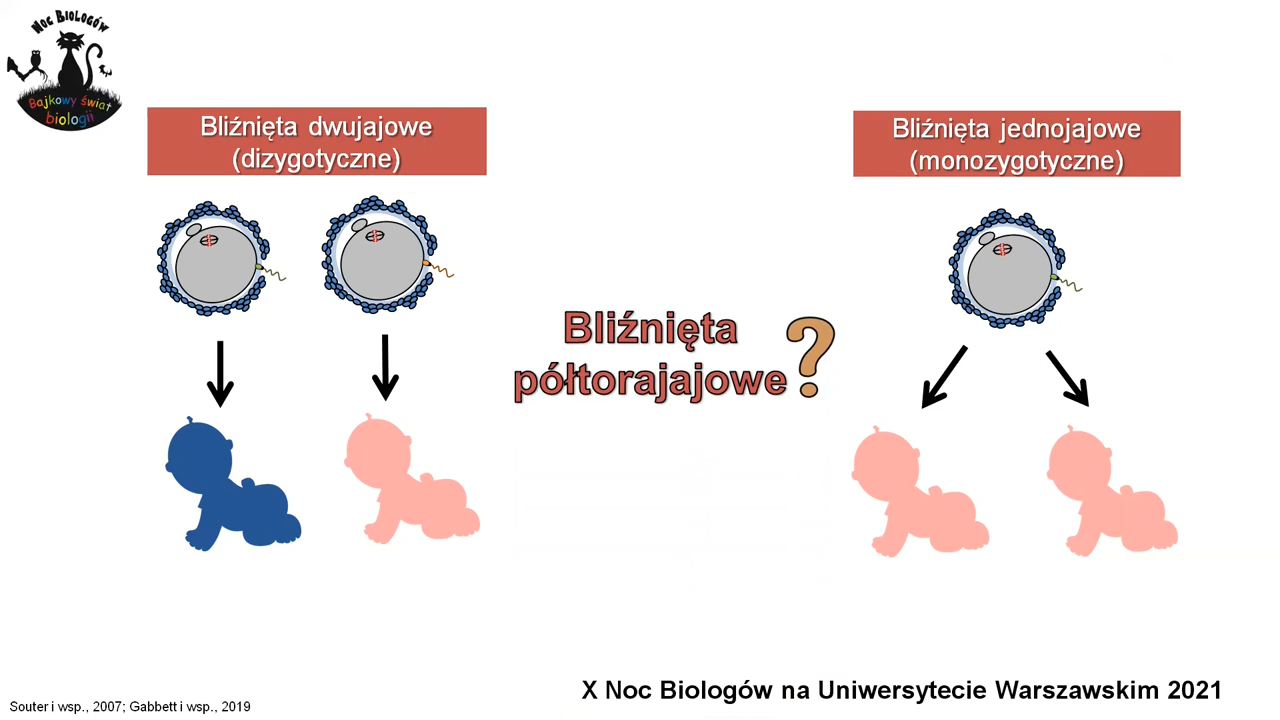 Noc Biologów
Bajkowy świat
biologii
Bliźnięta dwujajowe
(dizygotyczne)
Bliźnięta jednojajowe
(monozygotyczne)
Bliźnięta
półtorajajowe?
X Noc Biologów na Uniwersytecie Warszawskim 2021
Souter i wsp., 2007; Gabbett i wsp., 2019